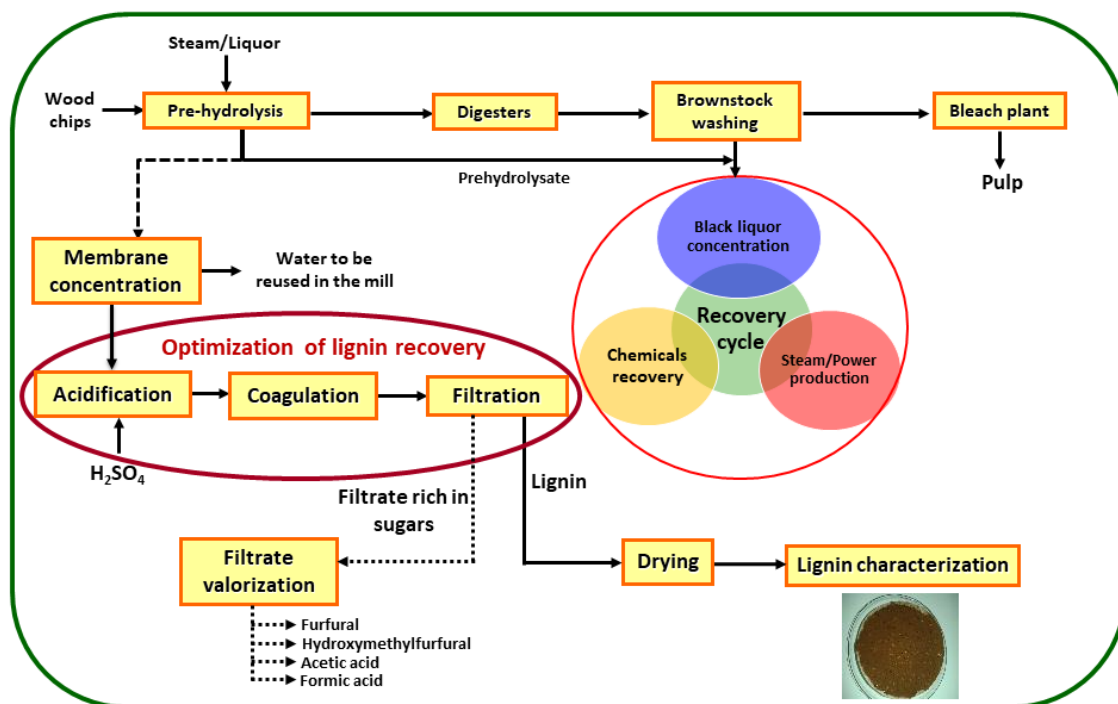 Steam/Liquor
Wood
chips
Pre-hydrolysis
Digesters
Brownstock
washing
Bleach plant
Prehydrolysate
Pulp
Black liquor
concentration
Membrane
concentration
Water to be
reused in the mill
Recovery
cycle
Chemicals
recovery
Steam/Power
production
Optimization of lignin recovery
Acidification
Coagulation
Filtration
H₂SO₄
Filtrate rich in
sugars
Lignin
Filtrate
valorization
Drying
Lignin characterization
Furfural
Hydroxymethylfurfural
Acetic acid
Formic acid